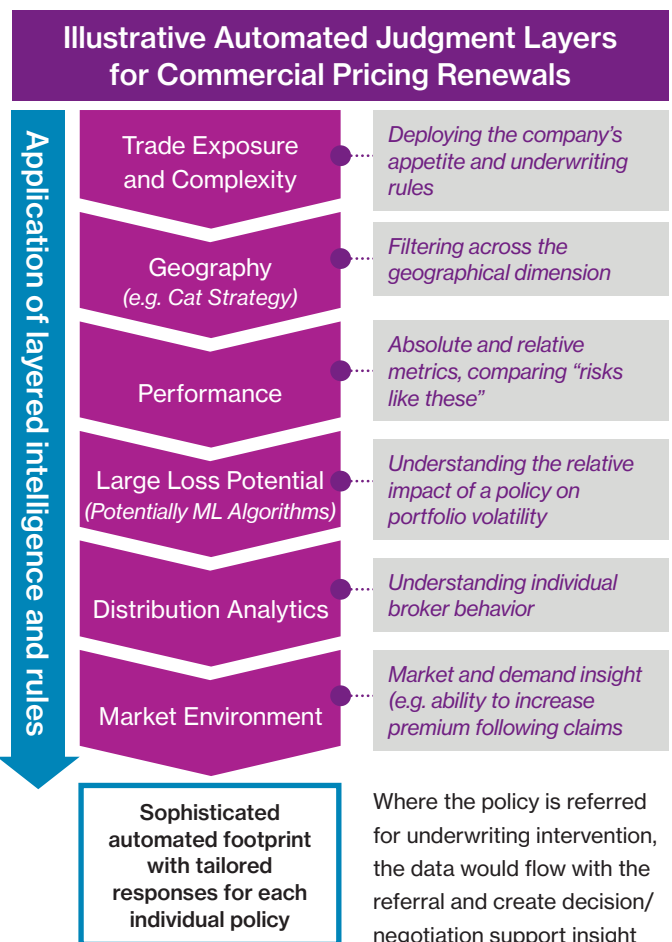 Illustrative Automated Judgment Layers
for Commercial Pricing Renewals
Application of layered intelligence and rules
Trade Exposure
and Complexity
Deploying the company’s
appetite and underwriting
rules
Geography
(e.g. Cat Strategy)
Filtering across the
geographical dimension
Performance
Absolute and relative
metrics, comparing “risks
like these”
Large Loss Potential
(Potentially ML Algorithms)
Understanding the relative
impact of a policy on
portfolio volatility
Distribution Analytics
Understanding individual
broker behavior
Market Environment
Market and demand insight
(e.g. ability to increase
premium following claims
Sophisticated
automated footprint
with tailored
responses for each
individual policy
Where the policy is referred
for underwriting intervention,
the data would flow with the
referral and create decision/
negotiation support insight